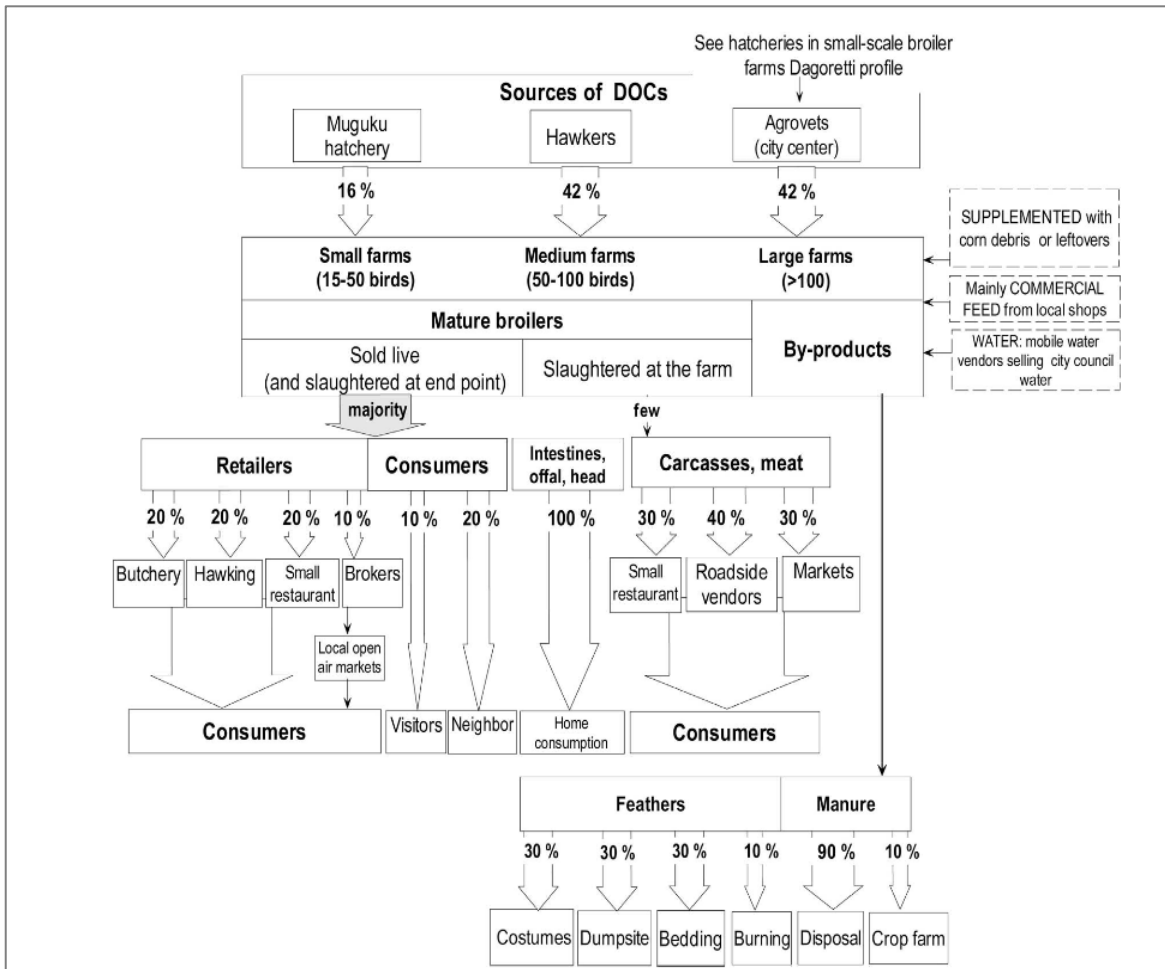 See hatcheries in small-scale broiler
farms Dagoretti profile
Sources of DOCs
Muguku
hatchery
Hawkers
Agrovets
(city center)
16 %
42 %
42 %
SUPPLEMENTED with
corn debris or leftovers
Small farms
(15-50 birds)
Medium farms
(50-100 birds)
Large farms
(>100)
Mainly COMMERCIAL
FEED from local shops
Mature broilers
By-products
WATER: mobile water
vendors selling city council
water
Sold live
(and slaughtered at end point)
Slaughtered at the farm
majority
few
Retailers
Consumers
Intestines,
offal, head
Carcasses, meat
20 %
20 %
20 %
10 %
10 %
20 %
100 %
30 %
40 %
30 %
Butchery
Hawking
Small
restaurant
Brokers
Small
restaurant
Roadside
vendors
Markets
Local open
air markets
Consumers
Visitors
Neighbor
Home
consumption
Consumers
Feathers
Manure
30 %
30 %
30 %
10 %
90 %
10 %
Costumes
Dumpsite
Bedding
Burning
Disposal
Crop farm